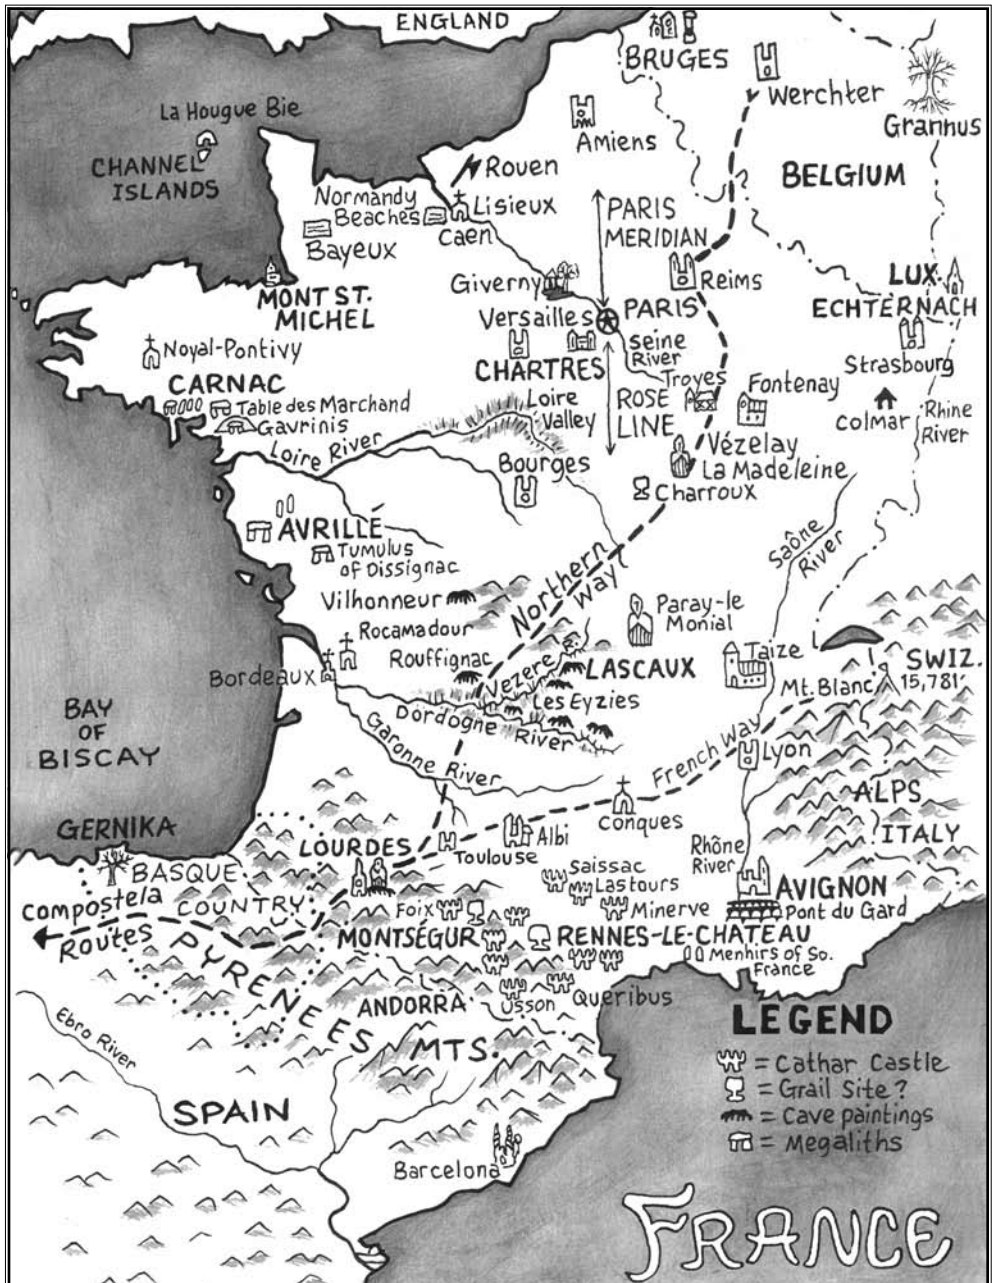 ENGLAND
BRUGES
Werchter
Grannus
La Hougue Bie
Amiens
CHANNEL
ISLANDS
Rouen
BELGIUM
Normandy
Beaches
Lisieux
PARIS
MERIDIAN
Bayeux
Caen
Giverny
Reims
LUX.
ECHTERNACH
MONT ST.
MICHEL
Versailles
PARIS
Seine
River
Strasbourg
Noyal-Pontivy
CHARTRES
Troyes
Fontenay
CARNAC
Table des Marchand
Gavrinis
Loire
Valley
ROSE
LINE
Colmar
Rhine
River
Loire River
Vézelay
La Madeleine
Bourges
Charroux
AVRILLÉ
Tumulus
of Dissignac
Saône
River
Northern
Way
Vilhonneur
Paray-le
Monial
Rocamadour
Rouffignac
Vezere R.
LASCAUX
Taize
SWIZ.
15,781'
Mt. Blanc
Bordeaux
Les Eyzies
Dordogne River
BAY
OF
BISCAY
Garonne River
French Way
Lyon
ALPS
ITALY
GERNIKA
Conques
LOURDES
Albi
Toulouse
Rhône
River
BASQUE
COUNTRY
Saissac
Lastours
AVIGNON
Compostela
Routes
Foix
Minerve
Pont du Gard
MONTSÉGUR
RENNES-LE-CHATEAU
Menhirs of So.
France
PYRENEES
MTS.
ANDORRA
Usson
Queribus
Ebro River
LEGEND
= Cathar Castle
= Grail Site?
= Cave paintings
= Megaliths
SPAIN
Barcelona
FRANCE